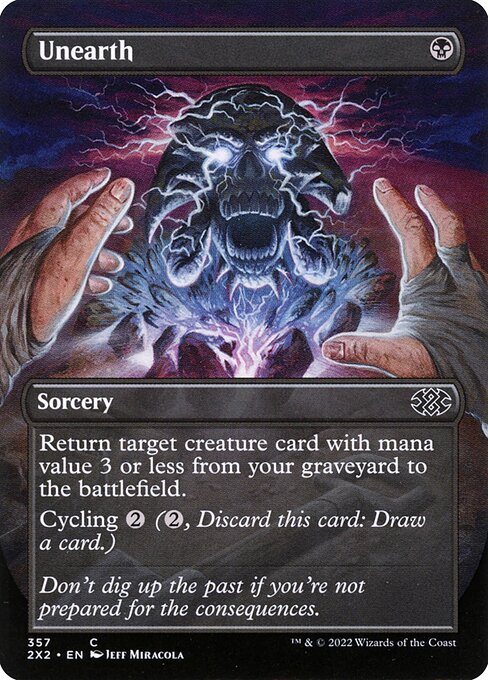 Unearth
Sorcery
Return target creature card with mana
value 3 or less from your graveyard to
the battlefield.
Cycling 2 (2, Discard this card: Draw
a card.)
Don't dig up the past if you're not
prepared for the consequences.
357 C
2X2 • EN Jeff Miracola
™ & © 2022 Wizards of the Coast